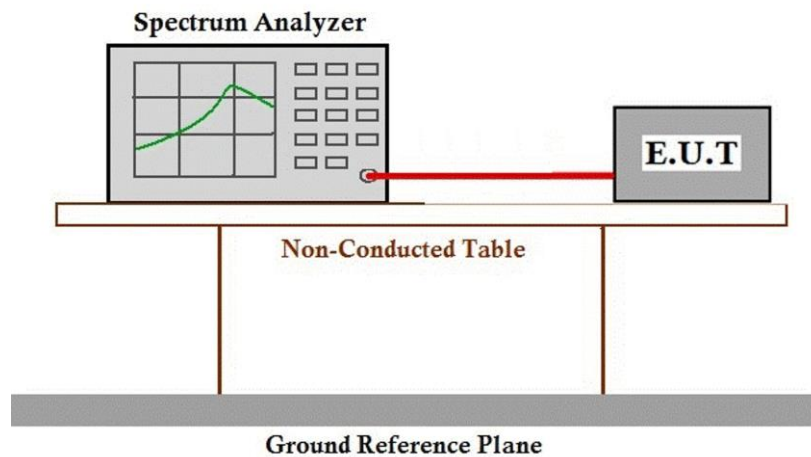 Spectrum Analyzer
E.U.T
Non-Conducted Table
Ground Reference Plane